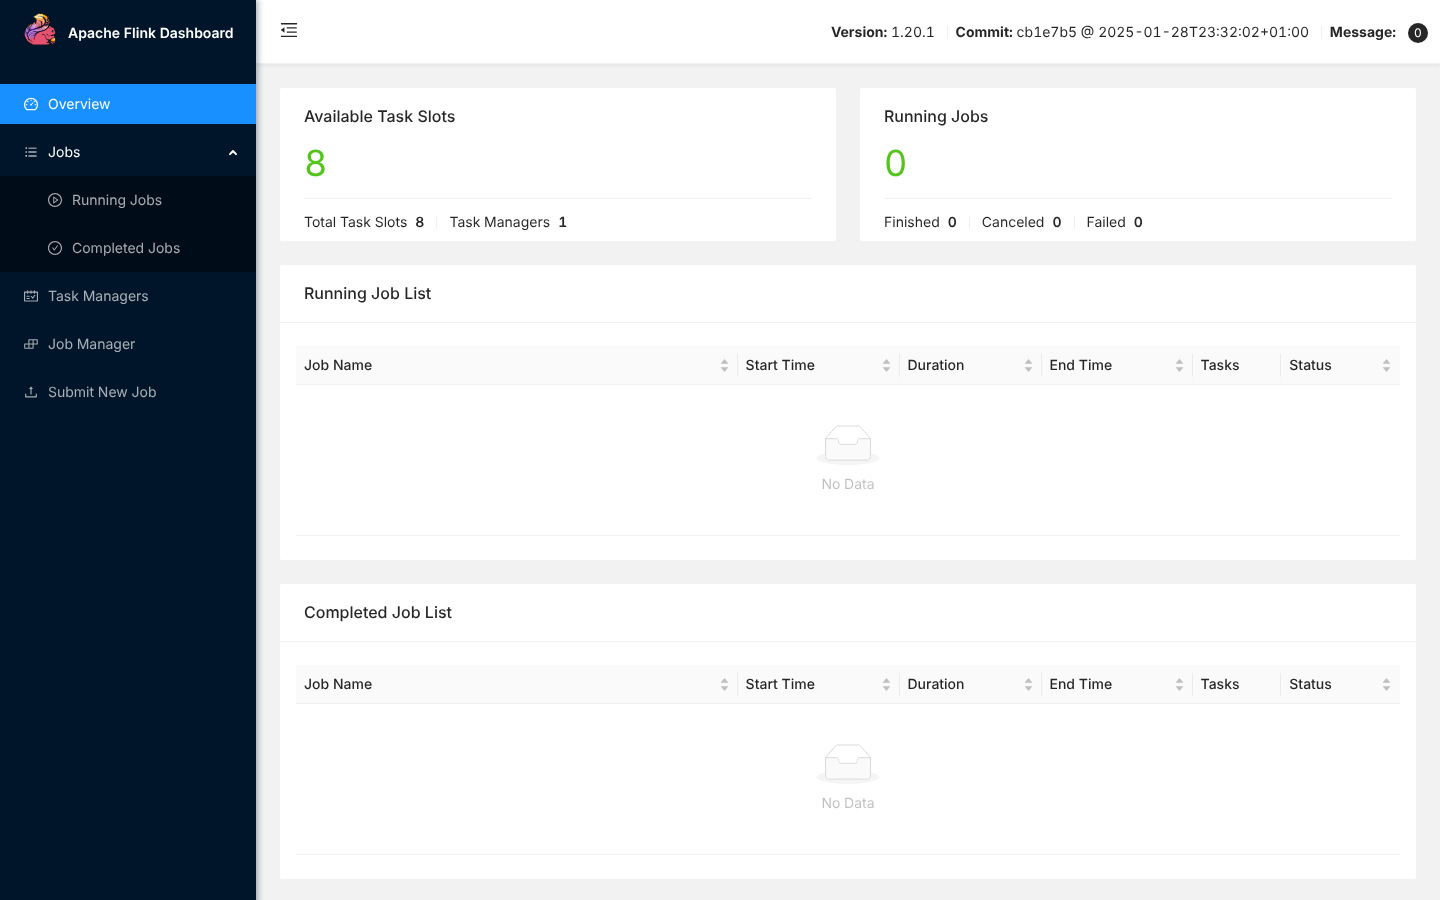 Apache Flink Dashboard
Version: 1.20.1 Commit: cb1e7b5 @ 2025-01-28T23:32:02+01:00 Message: 0
Overview
Jobs
Running Jobs
Completed Jobs
Task Managers
Job Manager
Submit New Job
Available Task Slots
8
Total Task Slots 8 Task Managers 1
Running Jobs
0
Finished 0 Canceled 0 Failed 0
Running Job List
Job Name Start Time Duration End Time Tasks Status
No Data
Completed Job List
Job Name Start Time Duration End Time Tasks Status
No Data